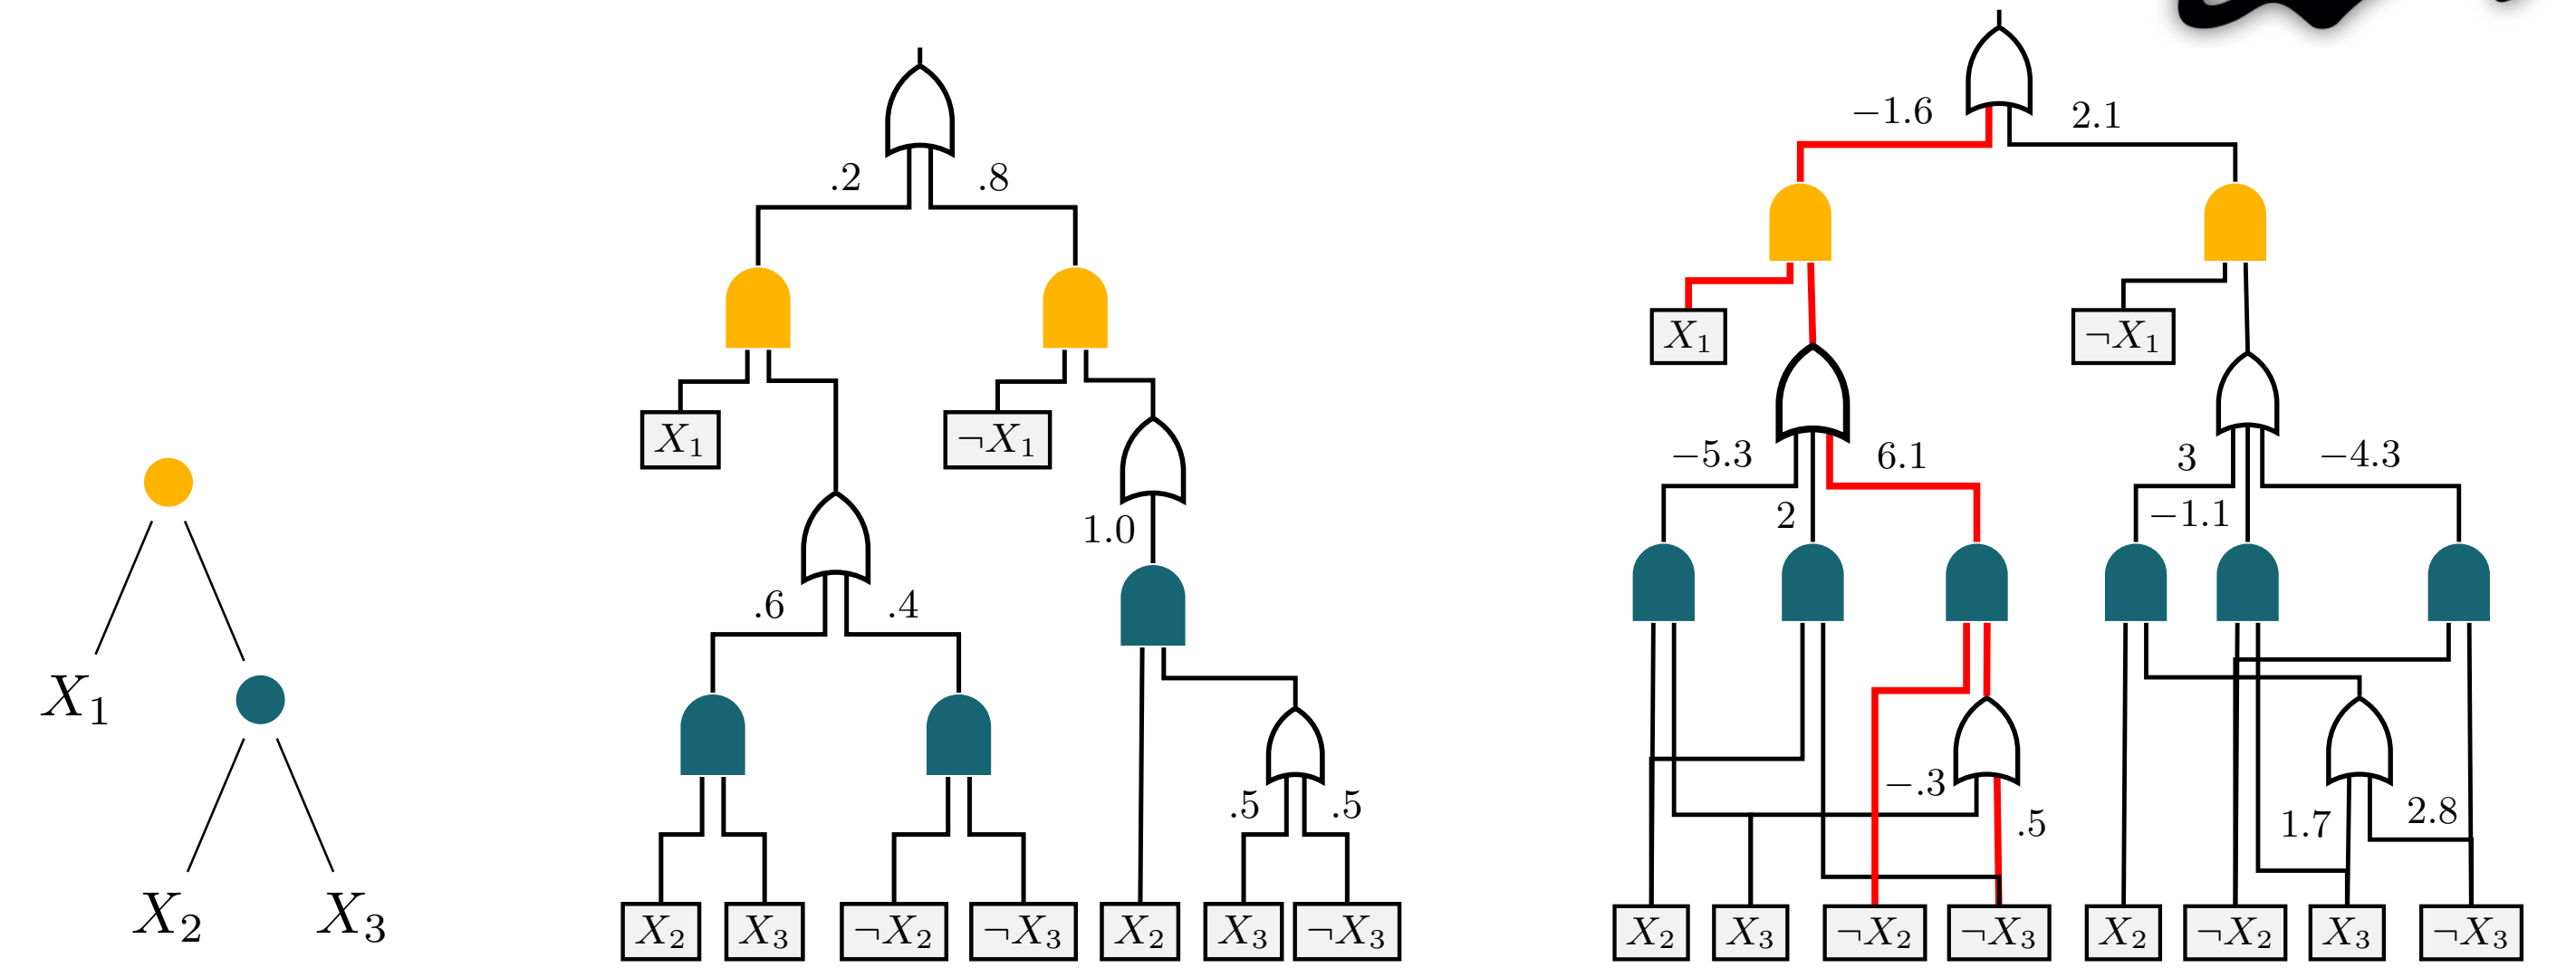 X1
X2 X3
.2 .8
X1 ¬X1
1.0
.6 .4
.5 .5
X2 X3 ¬X2 ¬X3 X2 X3 ¬X3
−1.6 2.1
X1 ¬X1
−5.3 6.1 3 −4.3
2 −1.1
−.3 .5 1.7 2.8
X2 X3 ¬X2 ¬X3 X2 ¬X2 X3 ¬X3